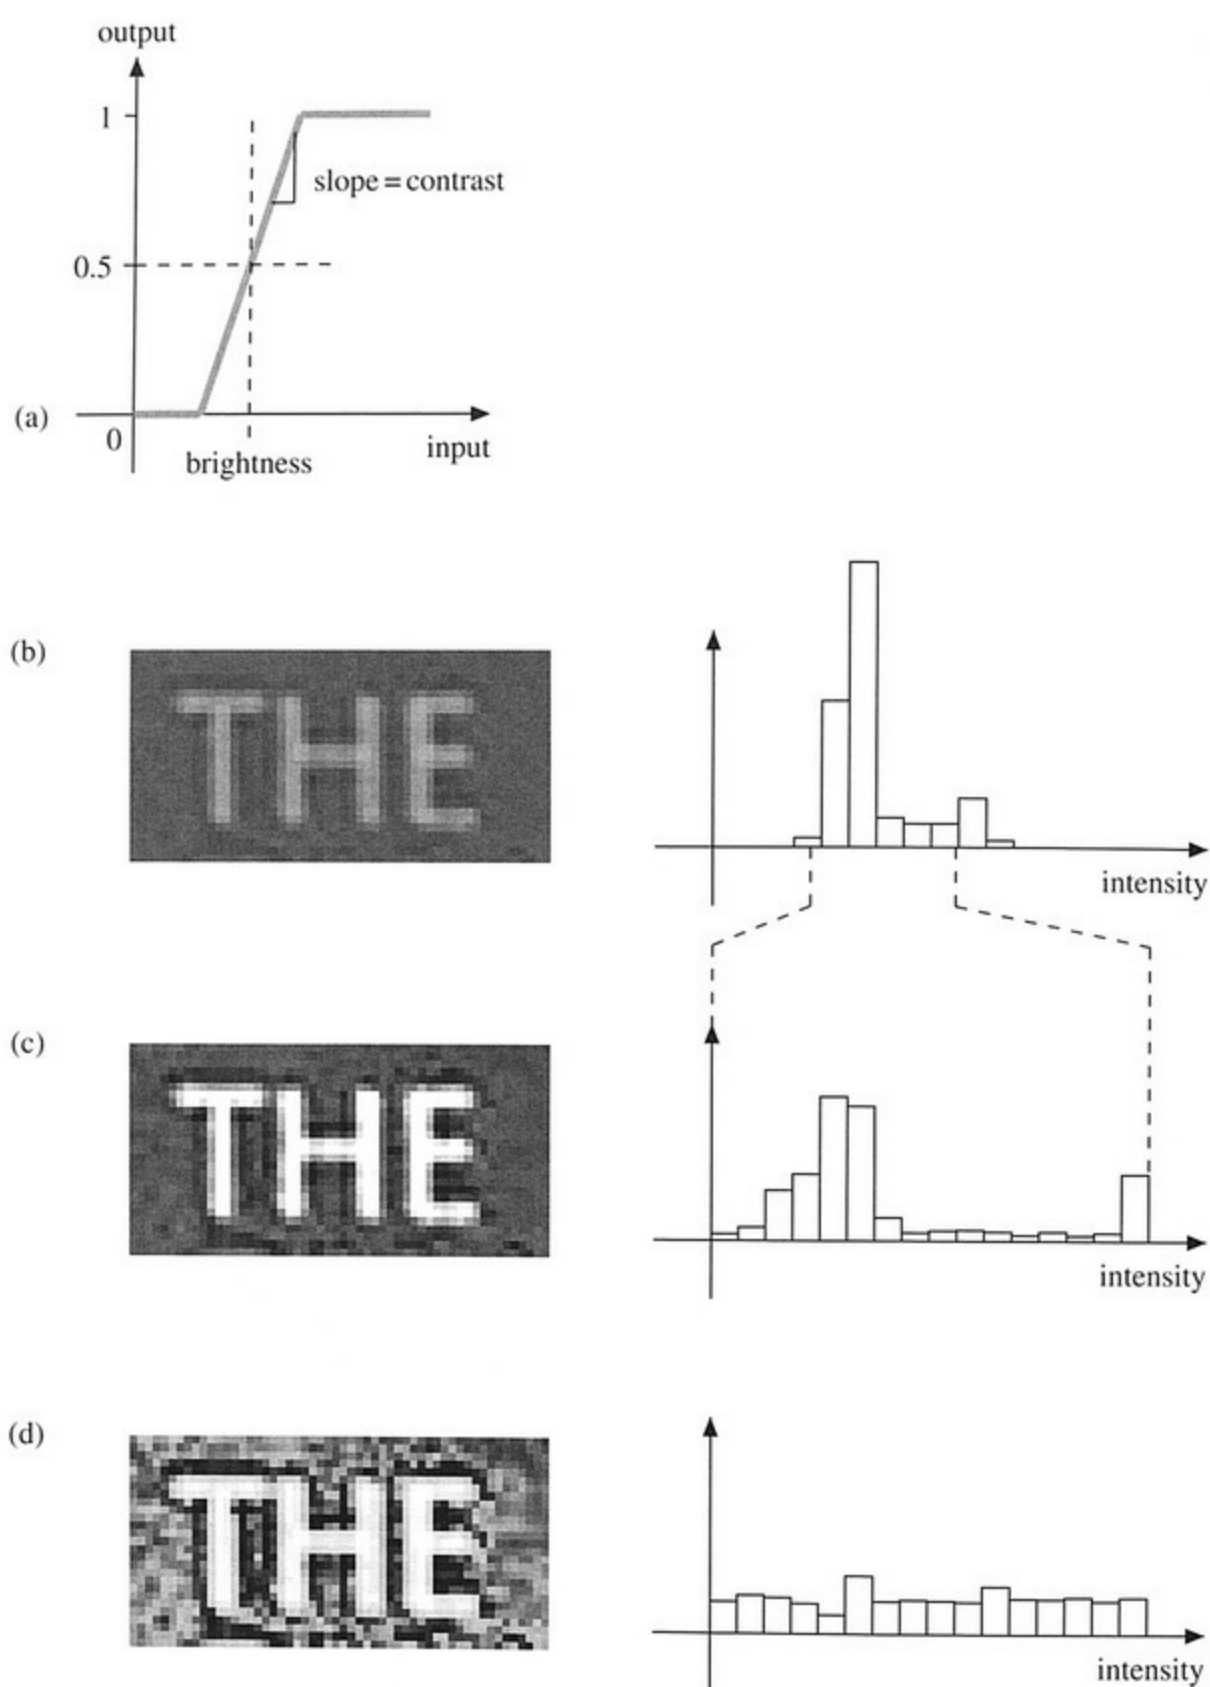 output
1
slope = contrast
0.5
(a)
0
input
brightness
(b)
THE
intensity
(c)
THE
intensity
(d)
THE
intensity